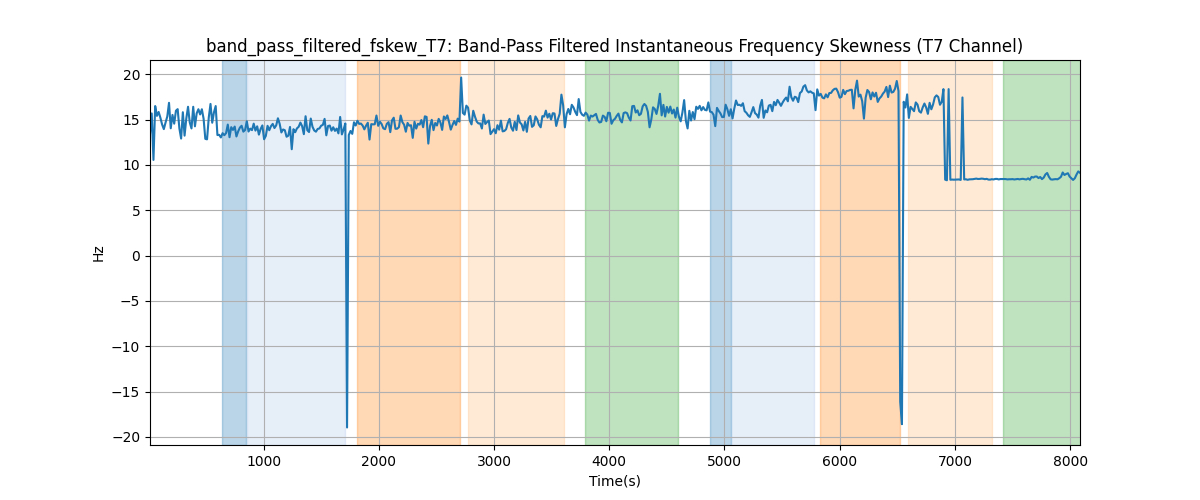 band_pass_filtered_fskew_T7: Band-Pass Filtered Instantaneous Frequency Skewness (T7 Channel)
20
15
10
5
0
−5
−10
−15
−20
Hz
1000 2000 3000 4000 5000 6000 7000 8000
Time(s)